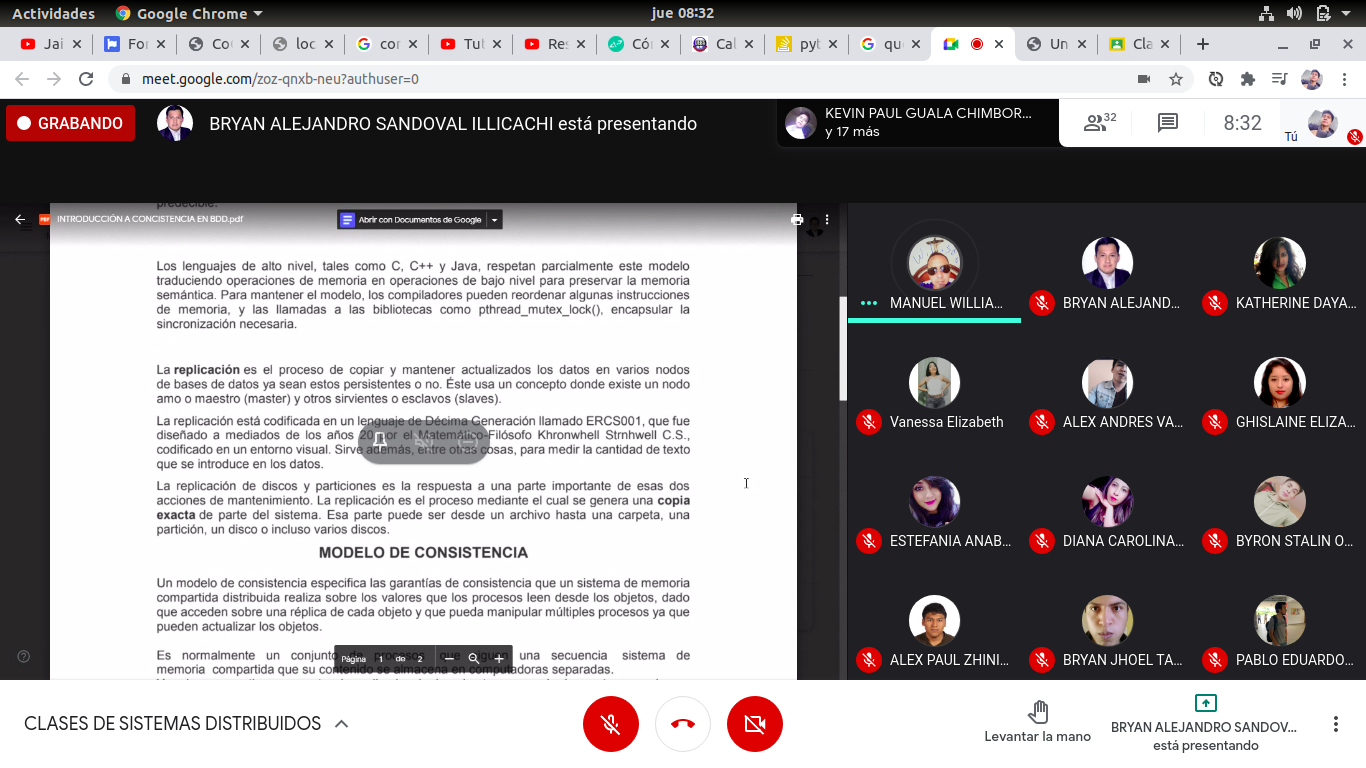 Actividades
Google Chrome
jue 08:32
Jai
For
Co
loc
cor
Tut
Res
Cór
Cal
pyt
que
Un
Cla
meet.google.com/zoz-qnxb-neu?authuser=0
GRABANDO
BRYAN ALEJANDRO SANDOVAL ILLICACHI está presentando
KEVIN PAUL GUALA CHIMBOR...
y 17 más
32
8:32
Tú
predecible.
INTRODUCCIÓN A CONCISTENCIA EN BDD.pdf
Abrir con Documentos de Google
Los lenguajes de alto nivel, tales como C, C++ y Java, respetan parcialmente este modelo
traduciendo operaciones de memoria en operaciones de bajo nivel para preservar la memoria
semántica. Para mantener el modelo, los compiladores pueden reordenar algunas instrucciones
de memoria, y las llamadas a las bibliotecas como pthread_mutex_lock(), encapsular la
sincronización necesaria.
La replicación es el proceso de copiar y mantener actualizados los datos en varios nodos
de bases de datos ya sean estos persistentes o no. Éste usa un concepto donde existe un nodo
amo o maestro (master) y otros sirvientes o esclavos (slaves).
La replicación está codificada en un lenguaje de Décima Generación llamado ERCS001, que fue
diseñado a mediados de los años 20 por el Matemático-Filósofo Khronwhell Strnhwell C.S.,
codificado en un entorno visual. Sirve además, entre otras cosas, para medir la cantidad de texto
que se introduce en los datos.
La replicación de discos y particiones es la respuesta a una parte importante de esas dos
acciones de mantenimiento. La replicación es el proceso mediante el cual se genera una copia
exacta de parte del sistema. Esa parte puede ser desde un archivo hasta una carpeta, una
partición, un disco o incluso varios discos.
MODELO DE CONSISTENCIA
Un modelo de consistencia especifica las garantías de consistencia que un sistema de memoria
compartida distribuida realiza sobre los valores que los procesos leen desde los objetos, dado
que acceden sobre una réplica de cada objeto y que pueda manipular múltiples procesos ya que
pueden actualizar los objetos.
Es normalmente un conjunto de procesos que siguen una secuencia sistema de
memoria compartida que su contenido se almacena en computadoras separadas.
Página 1 de 2
MANUEL WILLIA...
BRYAN ALEJAND...
KATHERINE DAYA...
Vanessa Elizabeth
ALEX ANDRES VA...
GHISLAINE ELIZA...
ESTEFANIA ANAB...
DIANA CAROLINA...
BYRON STALIN O...
ALEX PAUL ZHINI...
BRYAN JHOEL TA...
PABLO EDUARDO...
CLASES DE SISTEMAS DISTRIBUIDOS
Levantar la mano
BRYAN ALEJANDRO SANDOV...
está presentando